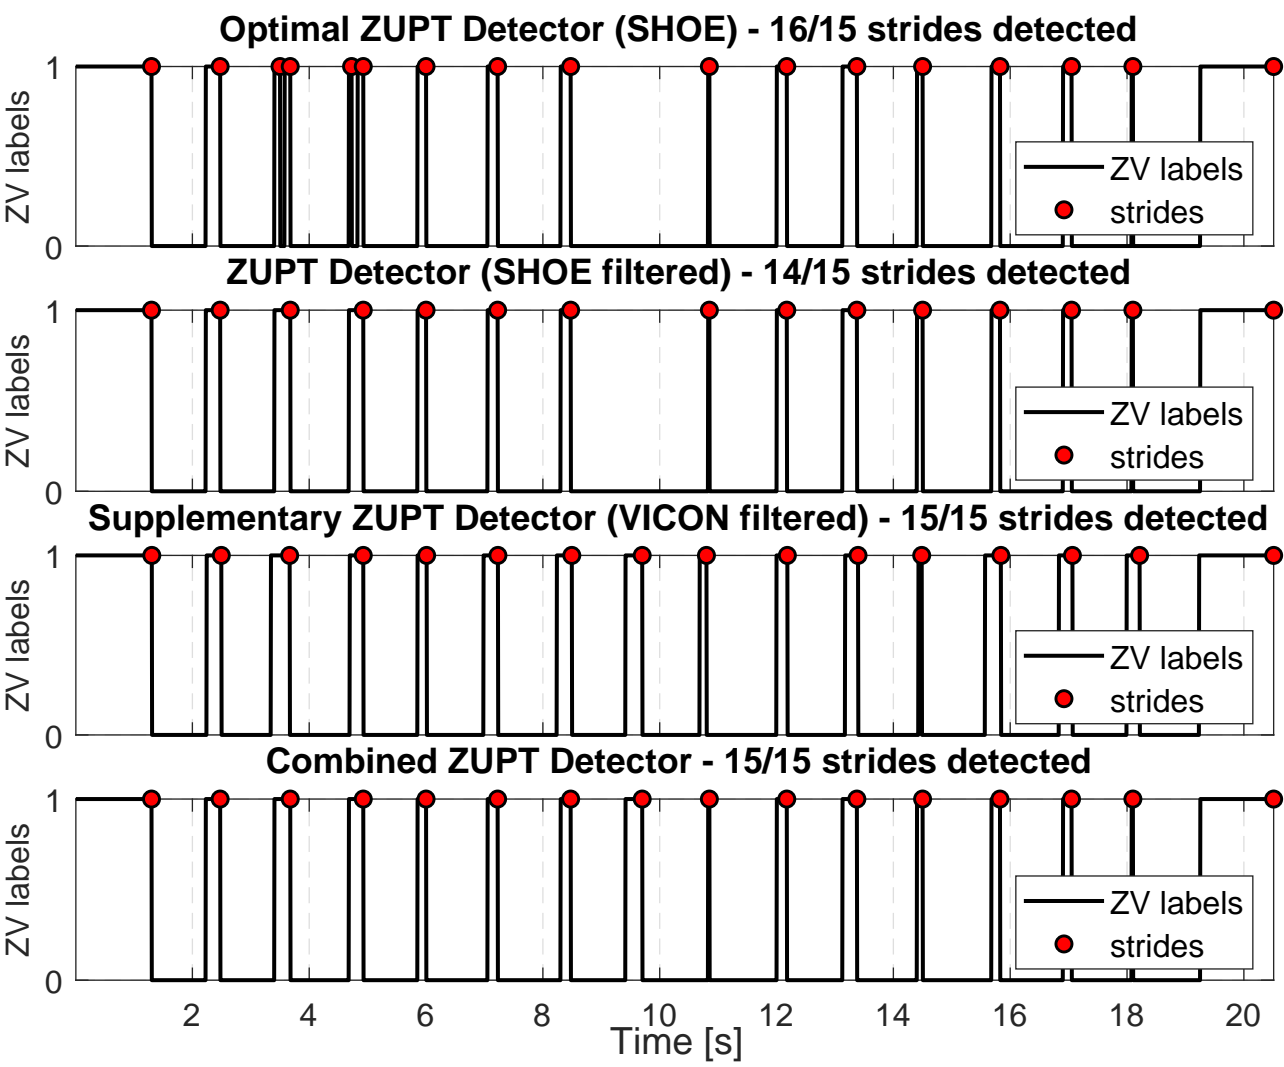 Optimal ZUPT Detector (SHOE) - 16/15 strides detected
1
ZV labels
0
ZV labels
strides
ZUPT Detector (SHOE filtered) - 14/15 strides detected
1
ZV labels
0
ZV labels
strides
Supplementary ZUPT Detector (VICON filtered) - 15/15 strides detected
1
ZV labels
0
ZV labels
strides
Combined ZUPT Detector - 15/15 strides detected
1
ZV labels
0
ZV labels
strides
2 4 6 8 10 12 14 16 18 20
Time [s]